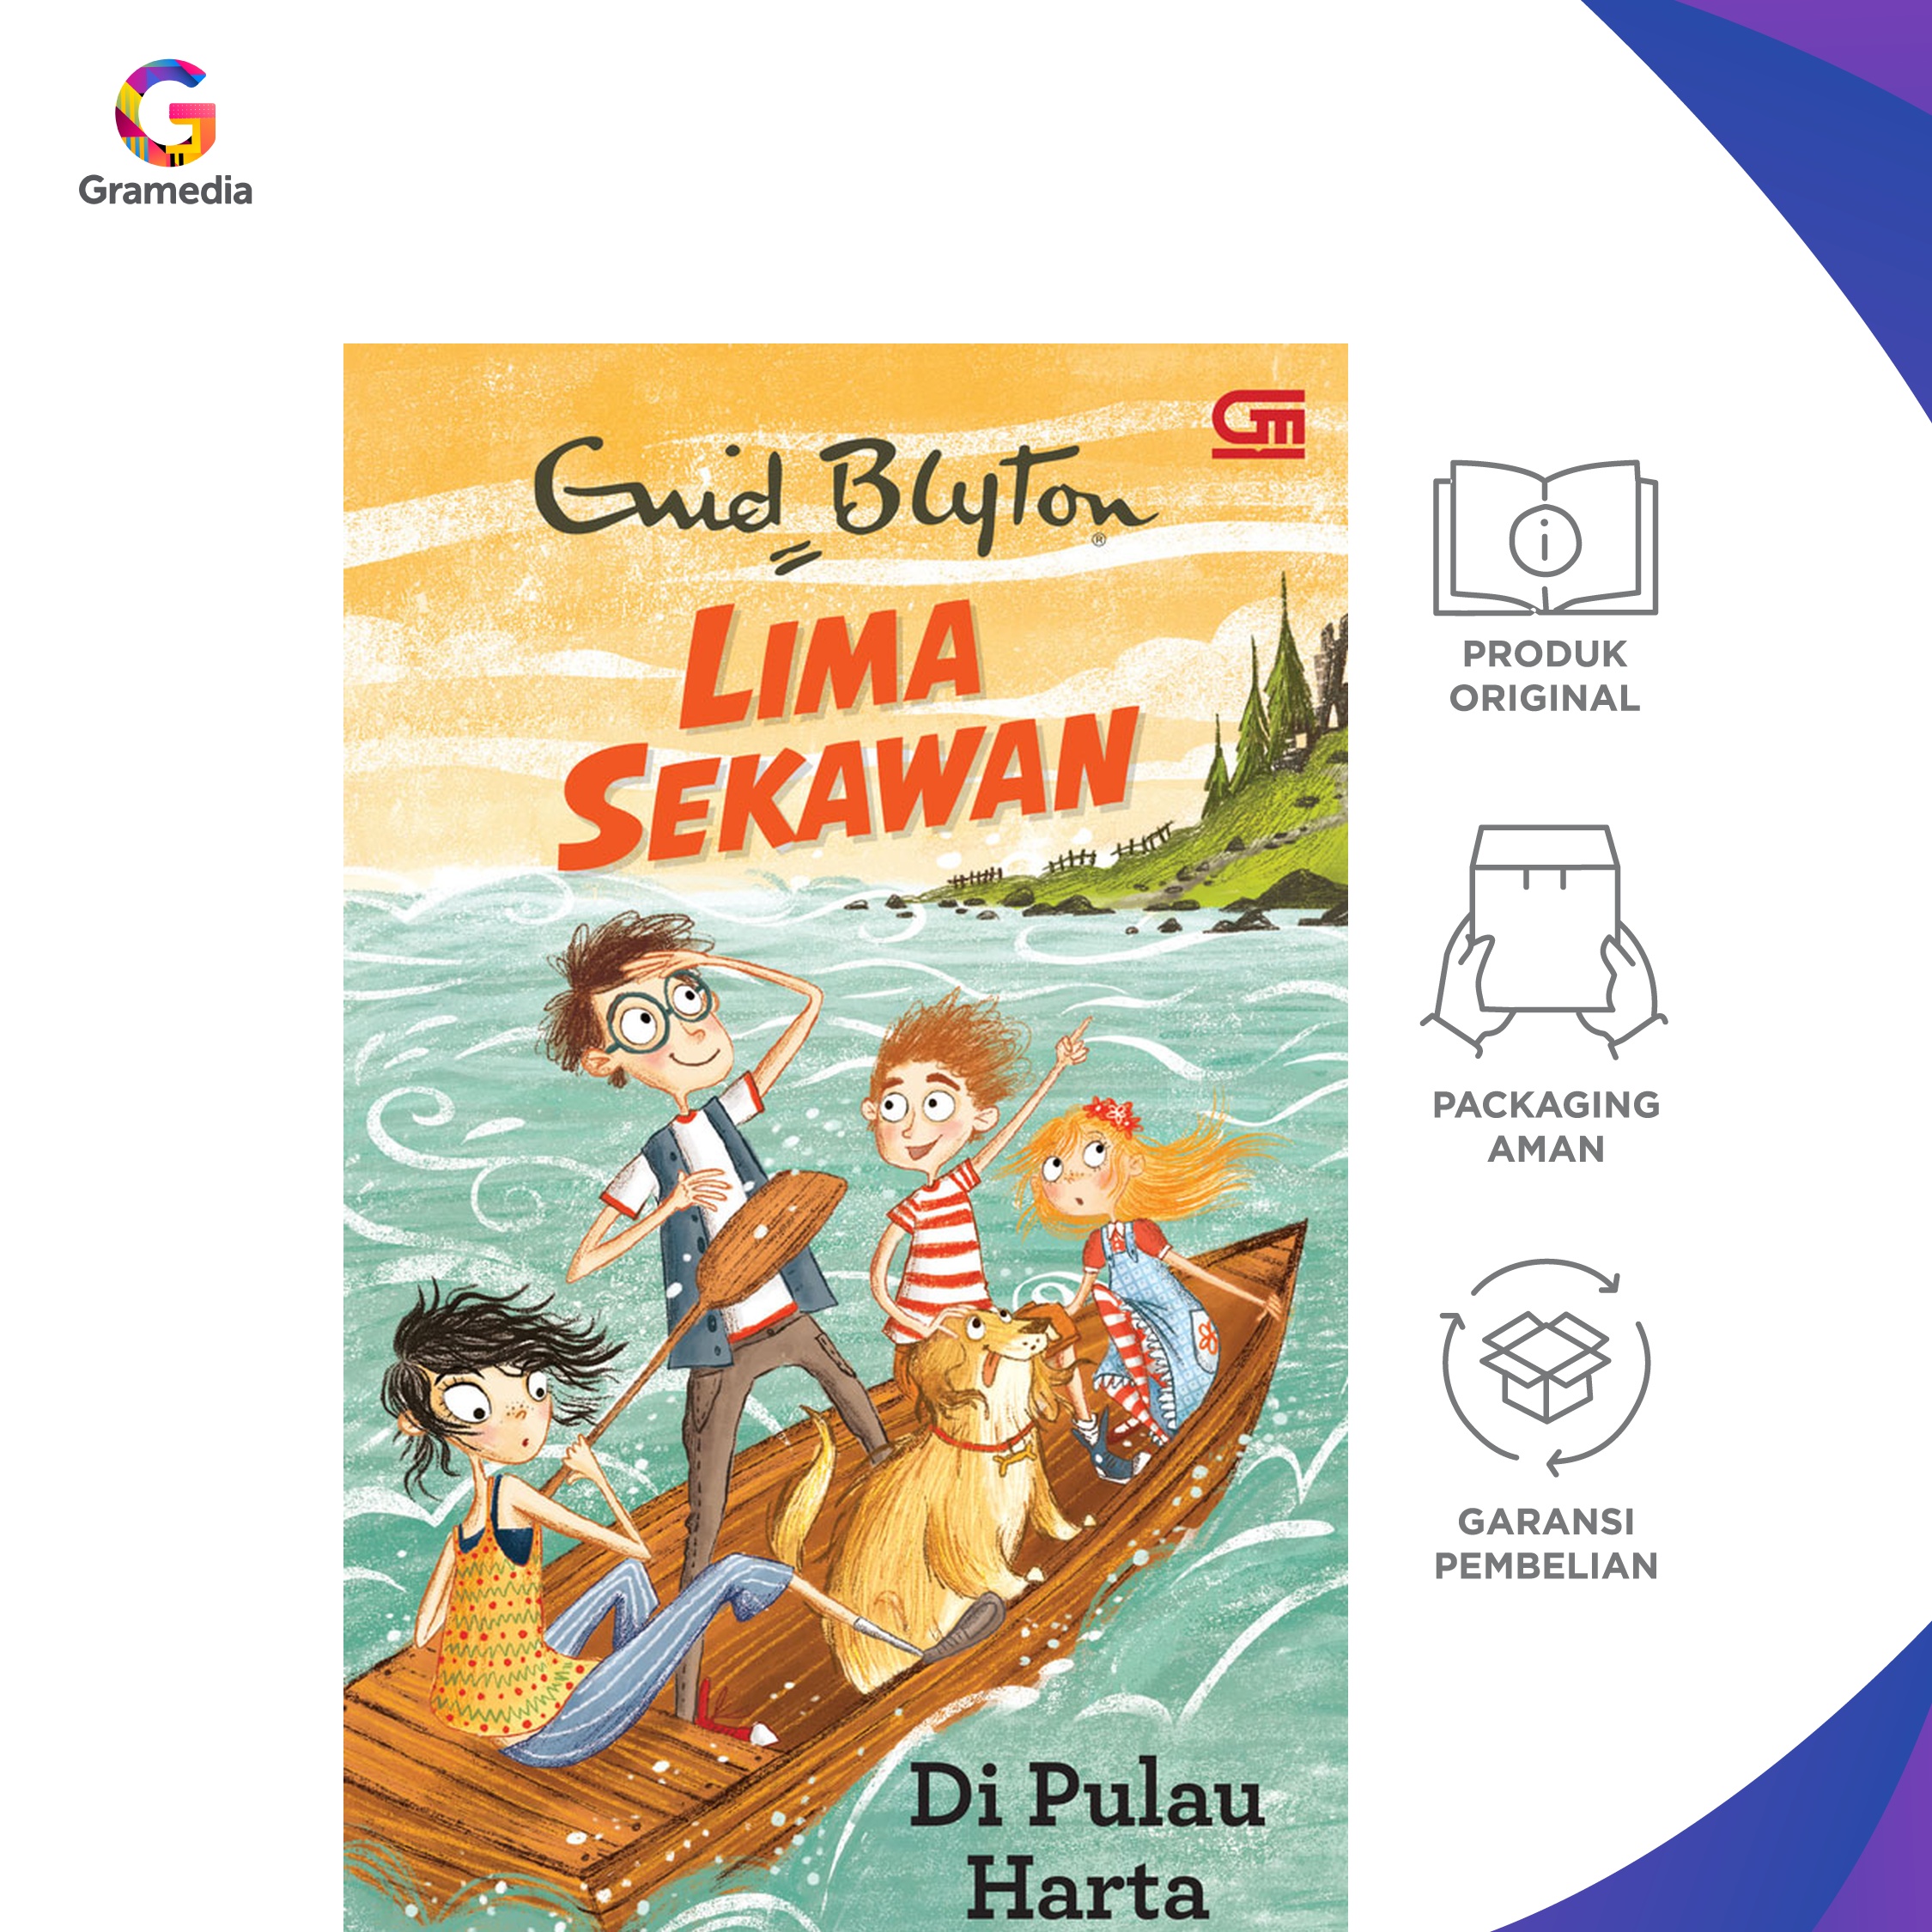 Gramedia
Enid Blyton®
LIMA
SEKAWAN
Di Pulau
Harta
PRODUK
ORIGINAL
PACKAGING
AMAN
GARANSI
PEMBELIAN